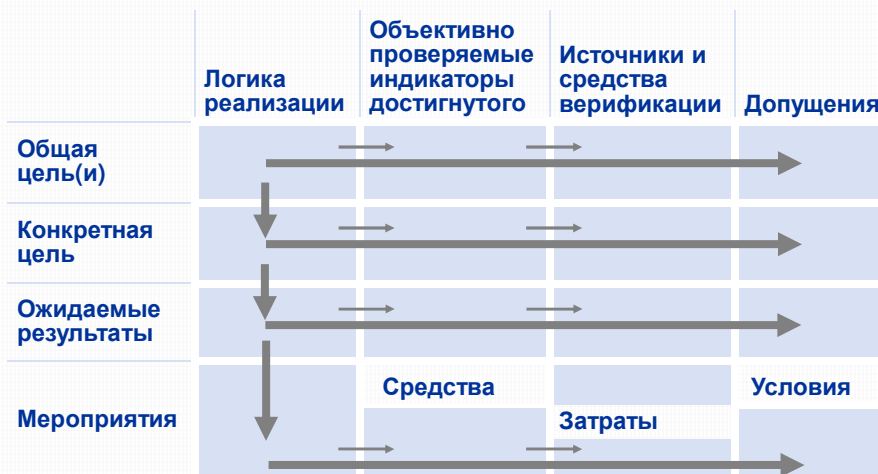 Логика
реализации
Объективно
проверяемые
индикаторы
достигнутого
Источники и
средства
верификации
Допущения
Общая
цель(и)
Конкретная
цель
Ожидаемые
результаты
Мероприятия
Средства
Затраты
Условия